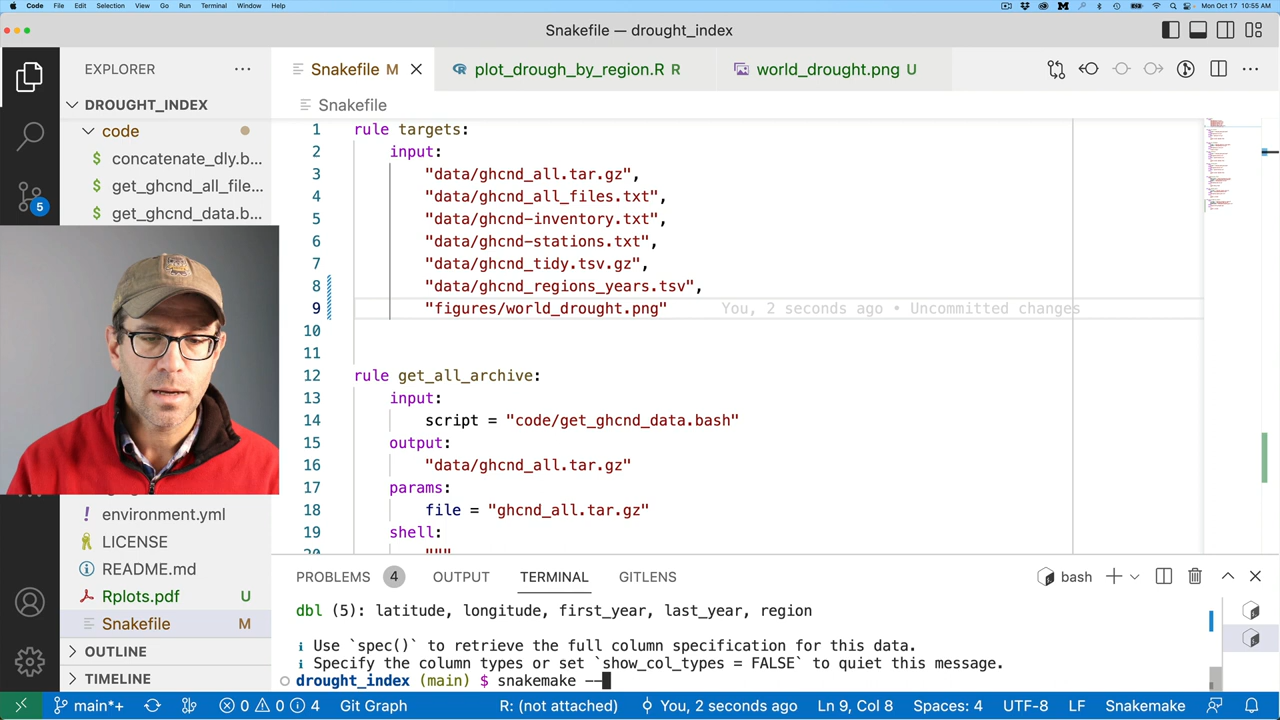 Code File Edit Selection View Go Run Terminal Window Help
Mon Oct 17 10:55 AM
Snakefile — drought_index
EXPLORER
Snakefile M
plot_drough_by_region.R R
world_drought.png U
DROUGHT_INDEX
Snakefile
code
concatenate_dly.b...
get_ghcnd_all_file...
get_ghcnd_data.b...
5
1 rule targets:
2 input:
3 "data/ghcnd_all.tar.gz",
4 "data/ghcnd_all_files.txt",
5 "data/ghcnd-inventory.txt",
6 "data/ghcnd-stations.txt",
7 "data/ghcnd_tidy.tsv.gz",
8 "data/ghcnd_regions_years.tsv",
9 "figures/world_drought.png" You, 2 seconds ago • Uncommitted changes
10
11
12 rule get_all_archive:
13 input:
14 script = "code/get_ghcnd_data.bash"
15 output:
16 "data/ghcnd_all.tar.gz"
17 params:
18 file = "ghcnd_all.tar.gz"
19 shell:
20 """
environment.yml
LICENSE
README.md
Rplots.pdf U
Snakefile M
OUTLINE
TIMELINE
PROBLEMS 4 OUTPUT TERMINAL GITLENS
bash
dbl (5): latitude, longitude, first_year, last_year, region
ℹ Use `spec()` to retrieve the full column specification for this data.
ℹ Specify the column types or set `show_col_types = FALSE` to quiet this message.
drought_index (main) $ snakemake --
main*+ 0 0 4 Git Graph R: (not attached) You, 2 seconds ago Ln 9, Col 8 Spaces: 4 UTF-8 LF Snakemake